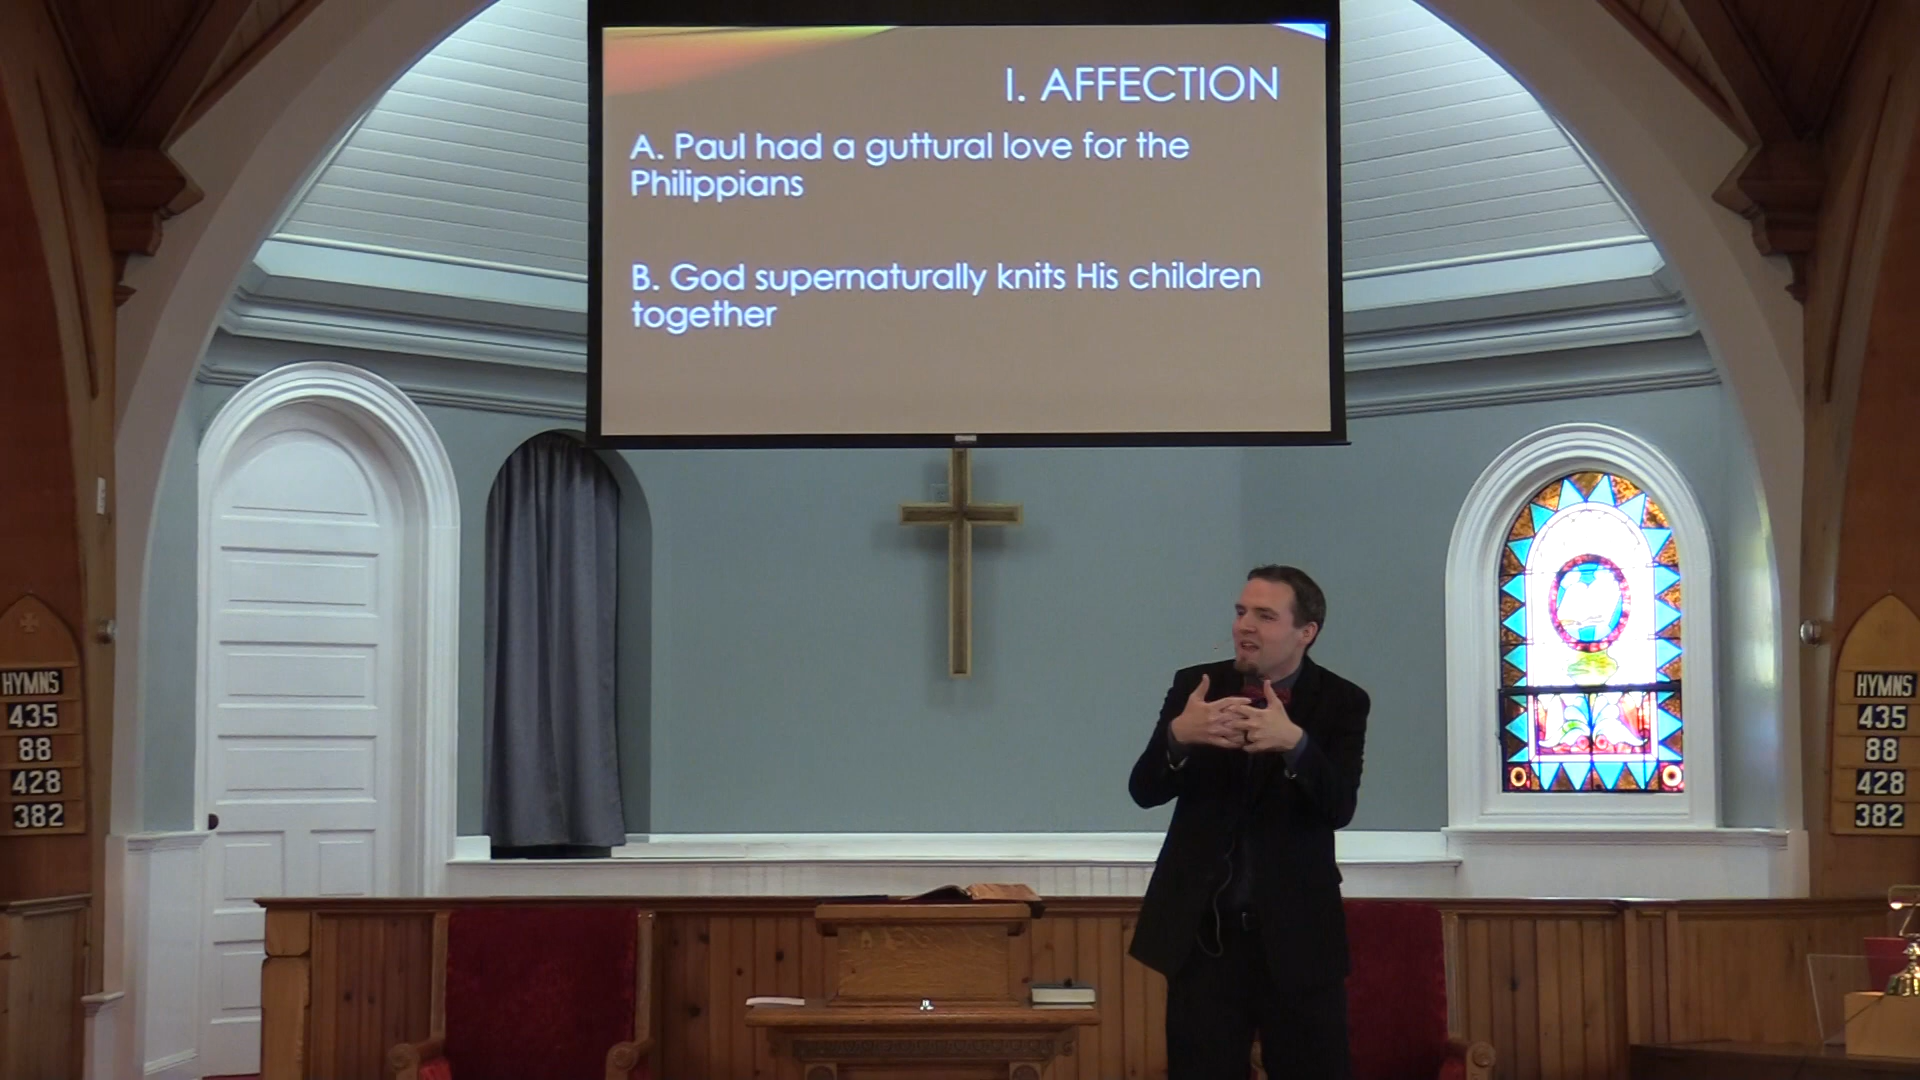 I. AFFECTION
A. Paul had a guttural love for the
Philippians
B. God supernaturally knits His children
together
HYMNS
435
88
428
382
HYMNS
435
88
428
382